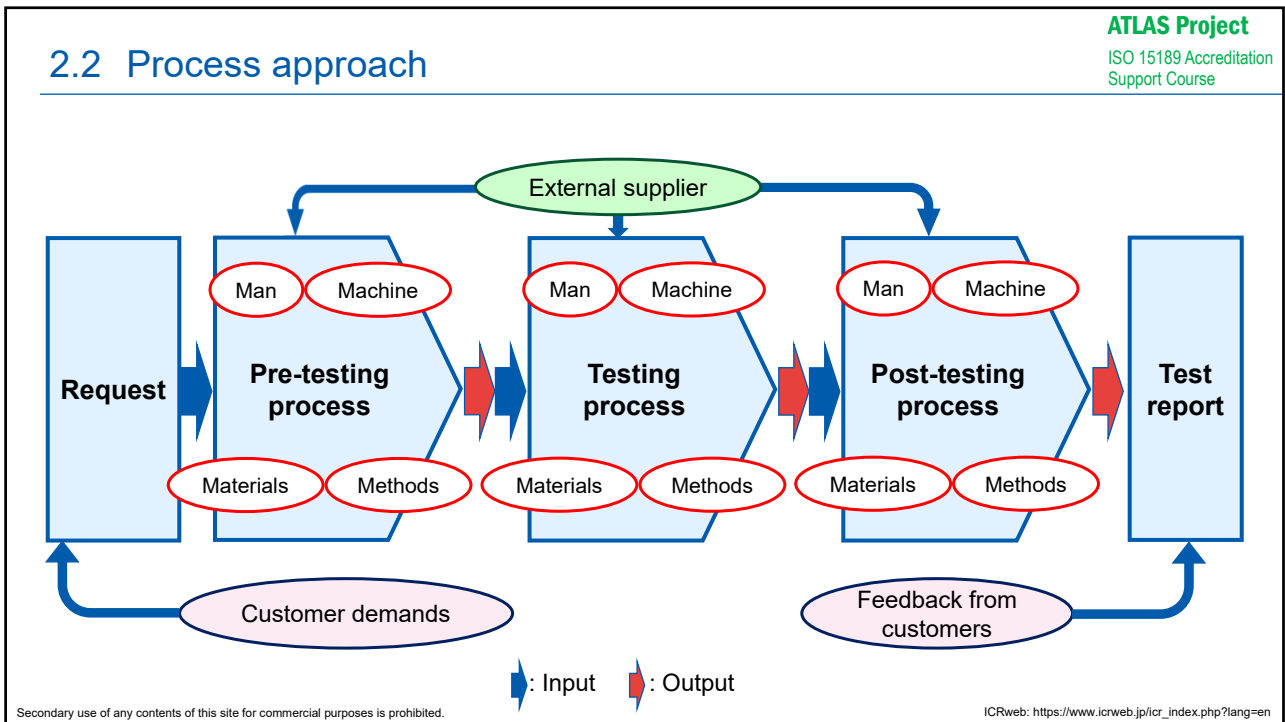 2.2 Process approach
ATLAS Project
ISO 15189 Accreditation
Support Course
External supplier
Request
Man
Machine
Pre-testing
process
Materials
Methods
Man
Machine
Testing
process
Materials
Methods
Man
Machine
Post-testing
process
Materials
Methods
Test
report
Customer demands
Feedback from
customers
: Input
: Output
Secondary use of any contents of this site for commercial purposes is prohibited.
ICRweb: https://www.icrweb.jp/icr_index.php?lang=en